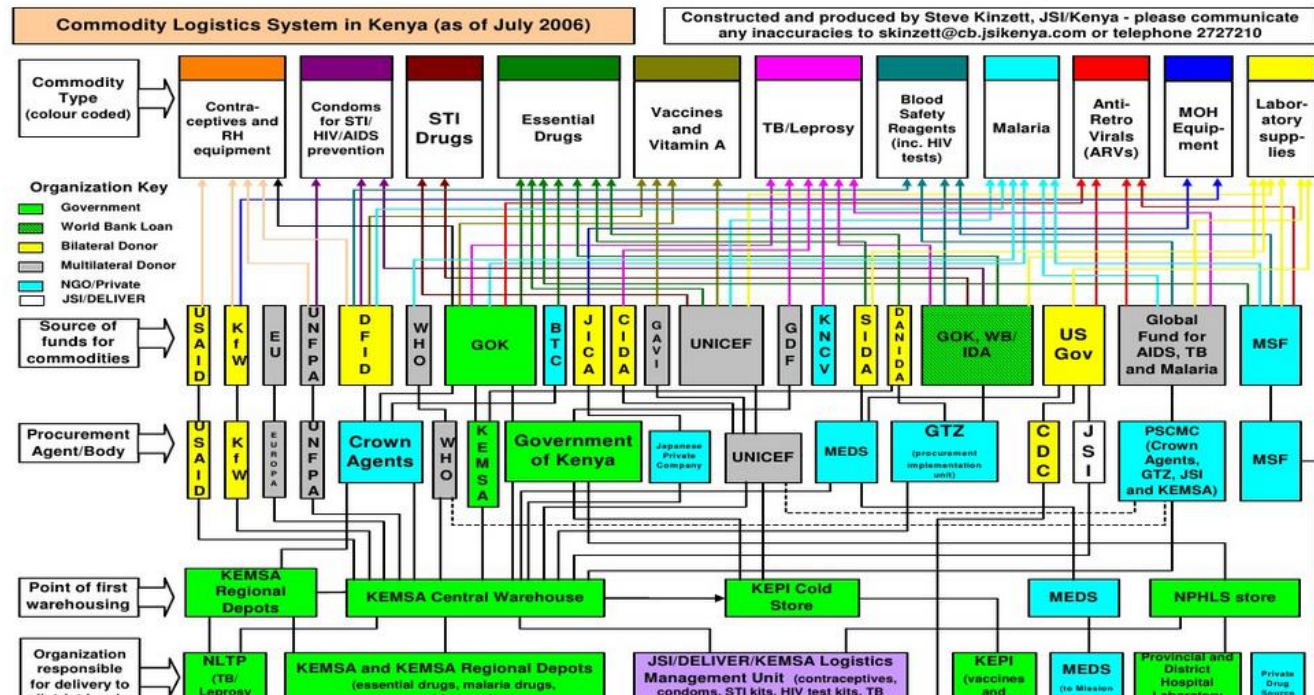 Commodity Logistics System in Kenya (as of July 2006)
Constructed and produced by Steve Kinzett, JSI/Kenya - please communicate
any inaccuracies to skinzett@cb.jsikenya.com or telephone 2727210
Commodity
Type
(colour coded)
Contra-
ceptives and
RH
equipment
Condoms
for STI/
HIV/AIDS
prevention
STI
Drugs
Essential
Drugs
Vaccines
and
Vitamin A
TB/Leprosy
Blood
Safety
Reagents
(inc. HIV
tests)
Malaria
Anti-
Retro
Virals
(ARVs)
MOH
Equip-
ment
Labor-
atory
supp-
lies
Organization Key
Government
World Bank Loan
Bilateral Donor
Multilateral Donor
NGO/Private
JSI/DELIVER
Source of
funds for
commodities
USAID
KfW
EU
UNFPA
DFID
WHO
GOK
BTC
JICA
CIDA
GAVI
UNICEF
GDF
KNCV
SIDA
DANIDA
GOK, WB/
IDA
US
Gov
Global
Fund for
AIDS, TB
and Malaria
MSF
Procurement
Agent/Body
USAID
KfW
EUROPA
UNFPA
Crown
Agents
WHO
KEMSA
Government
of Kenya
Japanese
Private
Company
UNICEF
MEDS
GTZ
(procurement
implementation
unit)
CDC
JSI
PSCMC
(Crown
Agents,
GTZ, JSI
and KEMSA)
MSF
Point of first
warehousing
KEMSA
Regional
Depots
KEMSA Central Warehouse
KEPI Cold
Store
MEDS
NPHLS store
Organization
responsible
for delivery to
NLTP
(TB/
Leprosy
KEMSA and KEMSA Regional Depots
(essential drugs, malaria drugs,
JSI/DELIVER/KEMSA Logistics
Management Unit (contraceptives,
condoms, STI kits, HIV test kits, TB
KEPI
(vaccines
and
MEDS
(to Mission
Provincial and
District
Hospital
Private
Drug